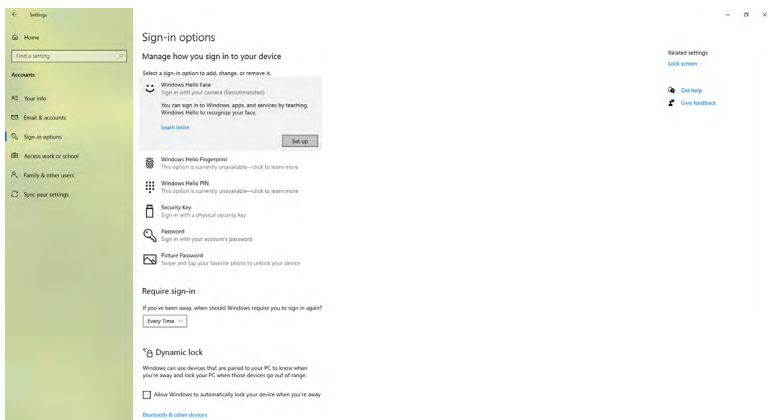 Settings
Home
Find a setting
Accounts
Your info
Email & accounts
Sign-in options
Access work or school
Family & other users
Sync your settings
Sign-in options
Manage how you sign in to your device
Select a sign-in option to add, change, or remove it.
Windows Hello Face
Sign in with your camera (Recommended)
You can sign in to Windows, apps, and services by teaching
Windows Hello to recognize your face.
Learn more
Set up
Windows Hello Fingerprint
This option is currently unavailable—click to learn more
Windows Hello PIN
This option is currently unavailable—click to learn more
Security Key
Sign in with a physical security key
Password
Sign in with your account's password
Picture Password
Swipe and tap your favorite photo to unlock your device
Require sign-in
If you've been away, when should Windows require you to sign in again?
Every Time
Dynamic lock
Windows can use devices that are paired to your PC to know when
you're away and lock your PC when those devices go out of range.
Allow Windows to automatically lock your device when you're away
Bluetooth & other devices
Related settings
Lock screen
Get help
Give feedback